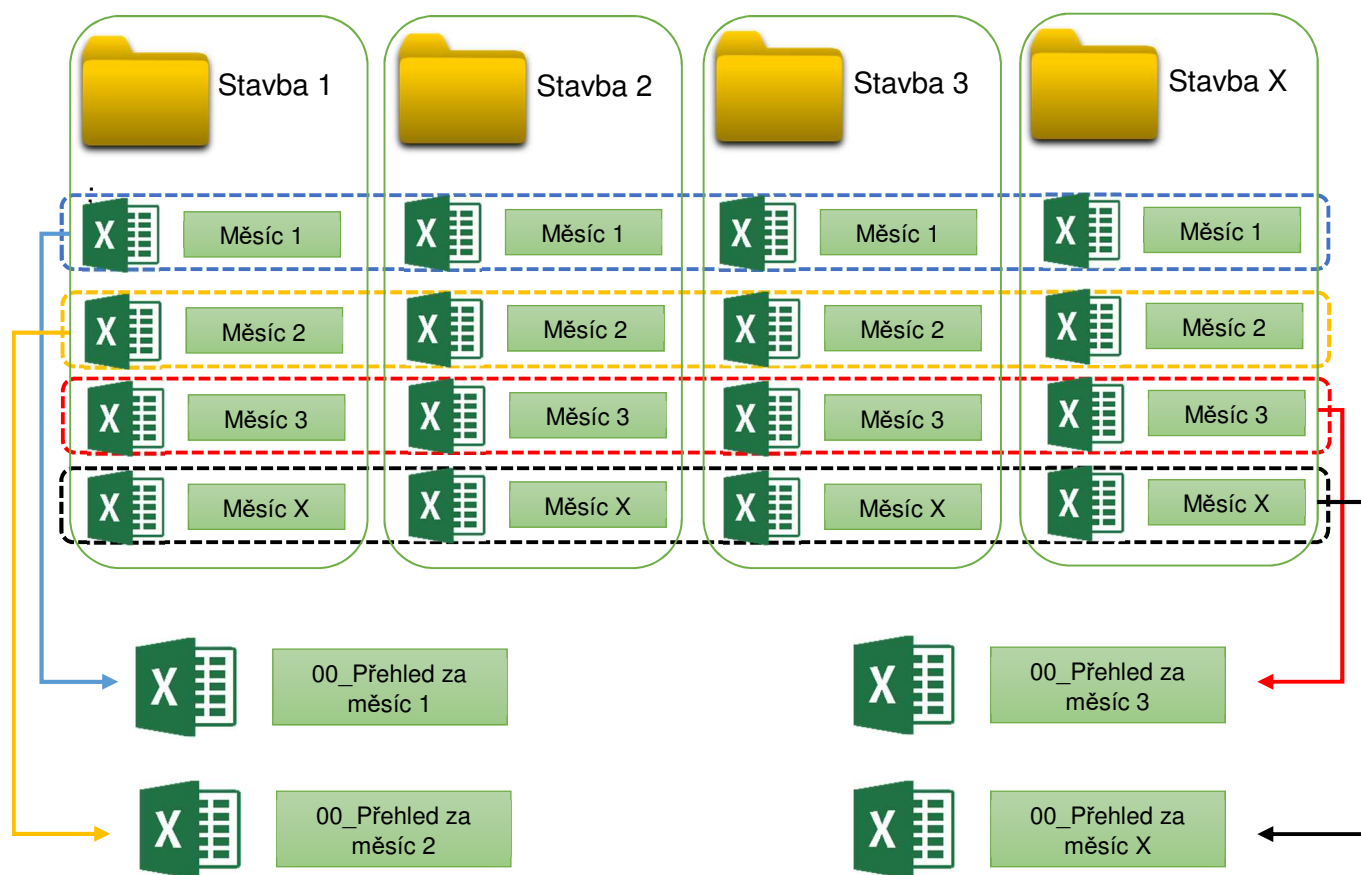 Stavba 1
Stavba 2
Stavba 3
Stavba X
X
Měsíc 1
X
Měsíc 1
X
Měsíc 1
X
Měsíc 1
X
Měsíc 2
X
Měsíc 2
X
Měsíc 2
X
Měsíc 2
X
Měsíc 3
X
Měsíc 3
X
Měsíc 3
X
Měsíc 3
X
Měsíc X
X
Měsíc X
X
Měsíc X
X
Měsíc X
X
00_Přehled za
měsíc 1
X
00_Přehled za
měsíc 3
X
00_Přehled za
měsíc 2
X
00_Přehled za
měsíc X